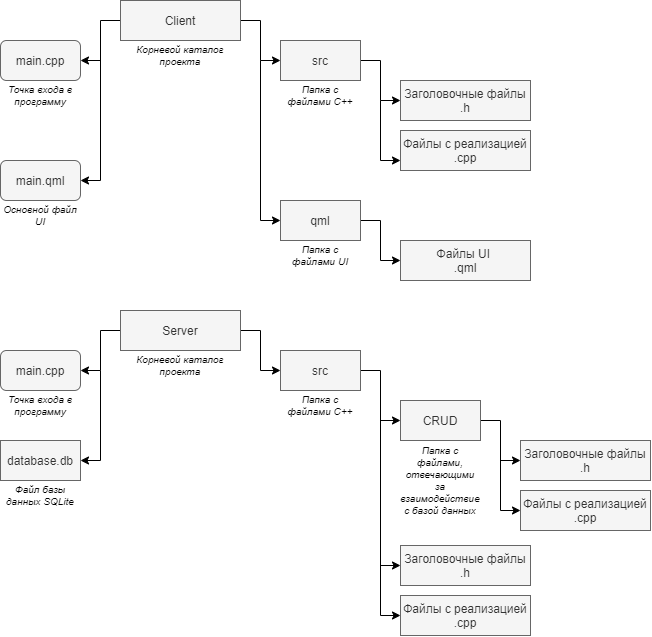 Client
Корневой каталог
проекта
main.cpp
Точка входа в
программу
main.qml
Основной файл
UI
src
Папка с
файлами C++
Заголовочные файлы
.h
Файлы с реализацией
.cpp
qml
Папка с
файлами UI
Файлы UI
.qml
Server
Корневой каталог
проекта
main.cpp
Точка входа в
программу
database.db
Файл базы
данных SQLite
src
Папка с
файлами C++
CRUD
Папка с
файлами,
отвечающими
за
взаимодействие
с базой данных
Заголовочные файлы
.h
Файлы с реализацией
.cpp
Заголовочные файлы
.h
Файлы с реализацией
.cpp